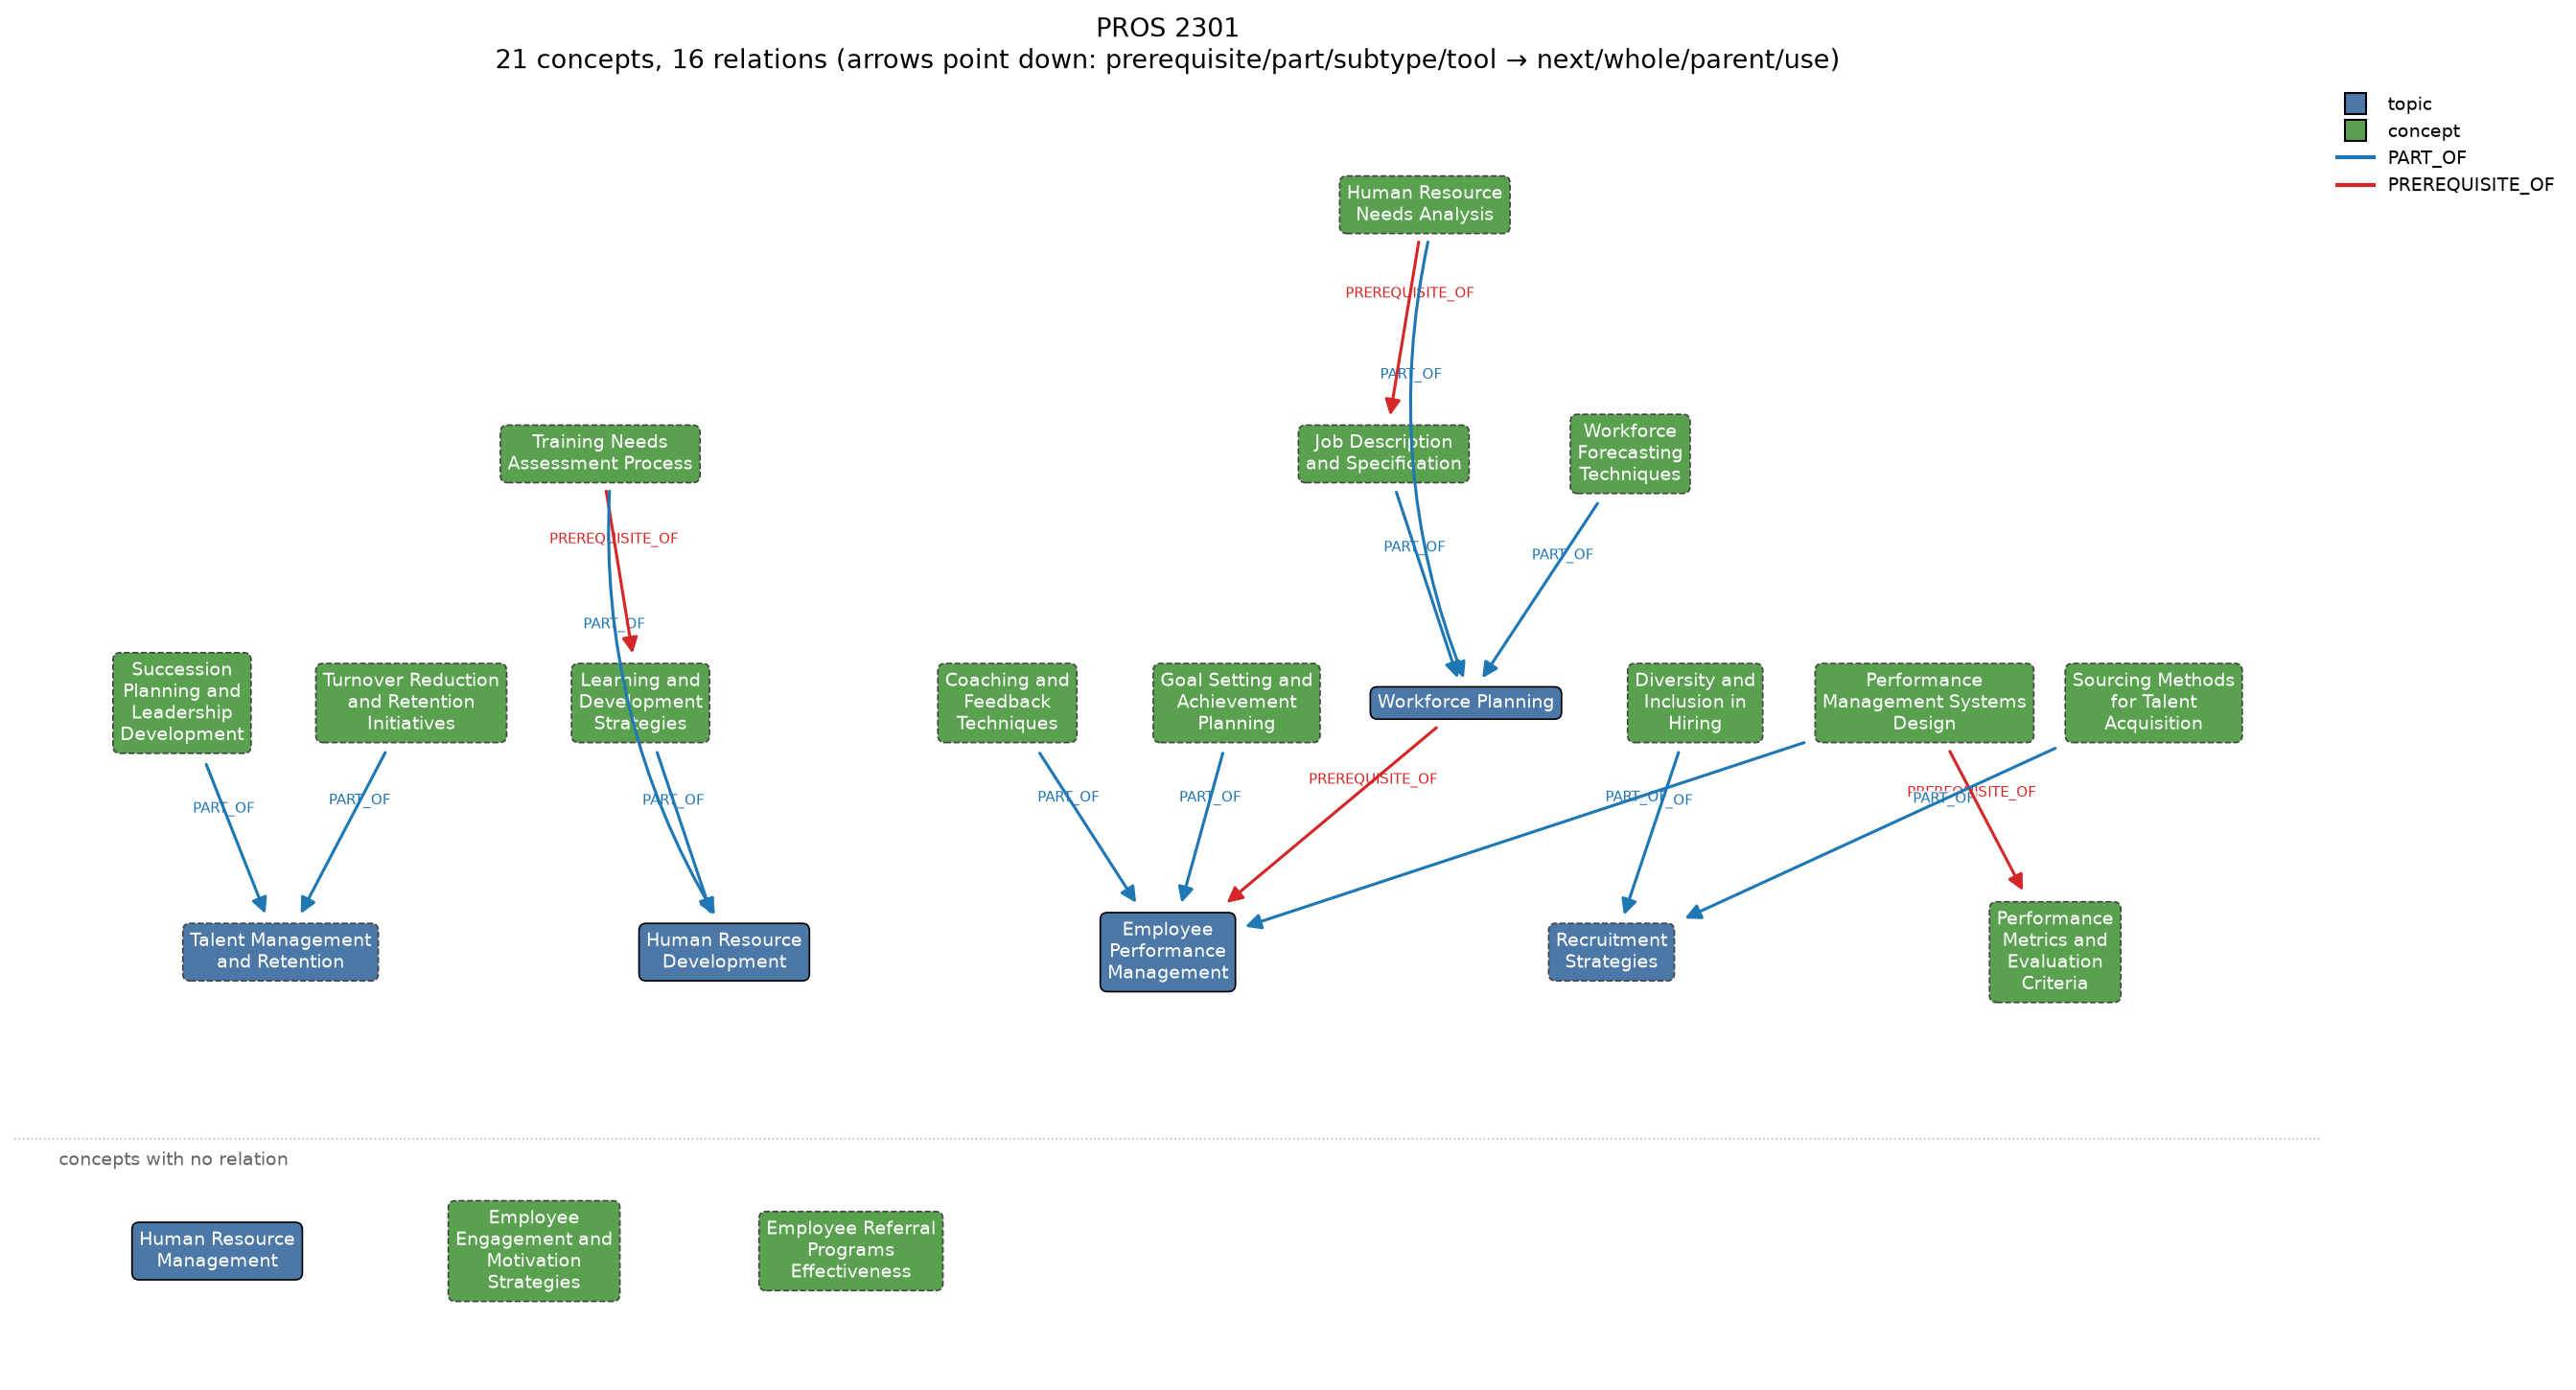 PROS 2301
21 concepts, 16 relations (arrows point down: prerequisite/part/subtype/tool → next/whole/parent/use)
topic
concept
PART_OF
PREREQUISITE_OF
Human Resource
Needs Analysis
PREREQUISITE_OF
PART_OF
Training Needs
Assessment Process
Job Description
and Specification
Workforce
Forecasting
Techniques
PREREQUISITE_OF
PART_OF
PART_OF
PART_OF
Succession
Planning and
Leadership
Development
Turnover Reduction
and Retention
Initiatives
Learning and
Development
Strategies
Coaching and
Feedback
Techniques
Goal Setting and
Achievement
Planning
Workforce Planning
Diversity and
Inclusion in
Hiring
Performance
Management Systems
Design
Sourcing Methods
for Talent
Acquisition
PART_OF
PART_OF
PART_OF
PART_OF
PART_OF
PREREQUISITE_OF
PART_OF
PART_OF
PREREQUISITE_OF
PART_OF
Talent Management
and Retention
Human Resource
Development
Employee
Performance
Management
Recruitment
Strategies
Performance
Metrics and
Evaluation
Criteria
concepts with no relation
Human Resource
Management
Employee
Engagement and
Motivation
Strategies
Employee Referral
Programs
Effectiveness